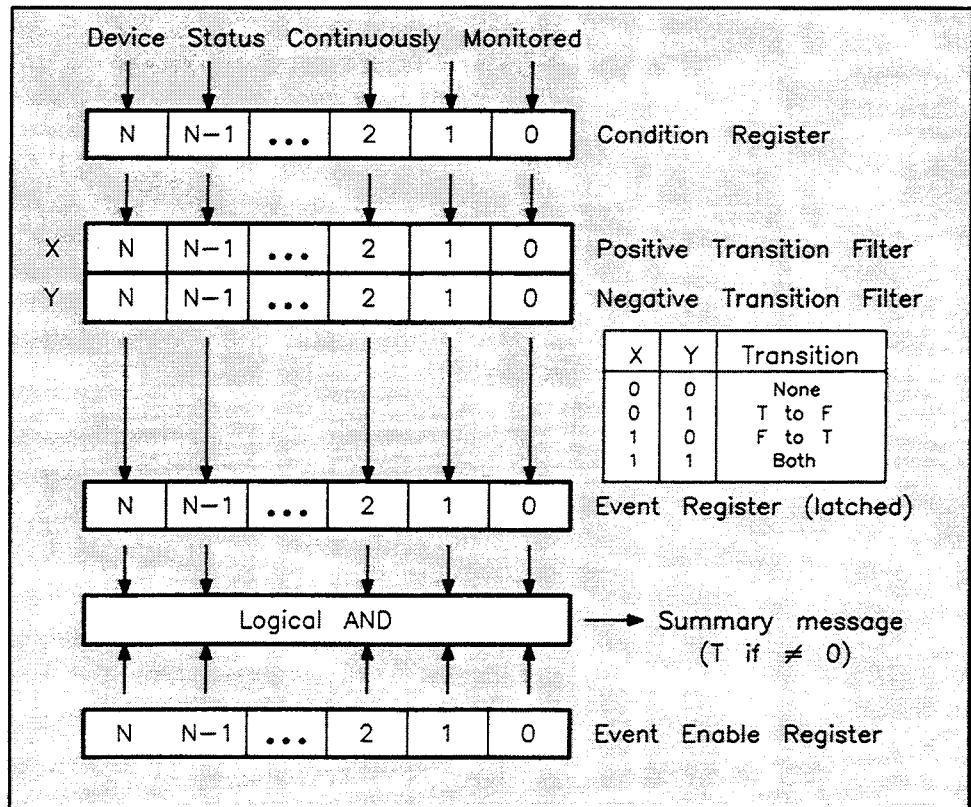 Device Status Continuously Monitored
N N-1 ... 2 1 0 Condition Register
X N N-1 ... 2 1 0 Positive Transition Filter
Y N N-1 ... 2 1 0 Negative Transition Filter
X Y Transition
0 0 None
0 1 T to F
1 0 F to T
1 1 Both
N N-1 ... 2 1 0 Event Register (latched)
Logical AND Summary message
(T if ≠ 0)
N N-1 ... 2 1 0 Event Enable Register